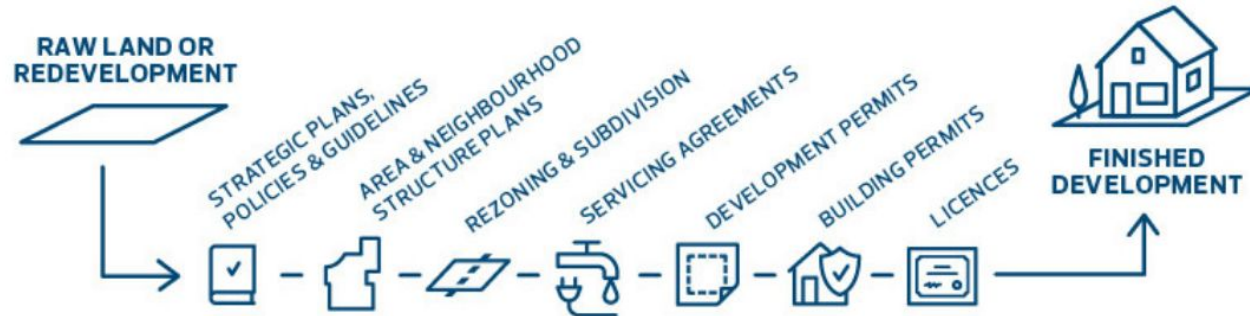 RAW LAND OR
REDEVELOPMENT
STRATEGIC PLANS,
POLICIES & GUIDELINES
AREA & NEIGHBOURHOOD
STRUCTURE PLANS
REZONING & SUBDIVISION
SERVICING AGREEMENTS
DEVELOPMENT PERMITS
BUILDING PERMITS
LICENCES
FINISHED
DEVELOPMENT